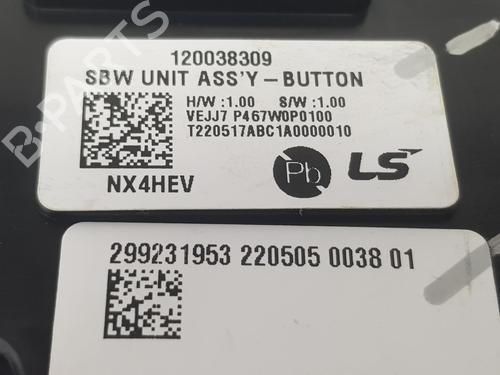 120038309
SBW UNIT ASS'Y-BUTTON
H/W :1.00 S/W :1.00
VEJJ7 P467W0P0100
T220517ABC1A0000010
NX4HEV
Pb
LS
299231953 220505 0038 01
B-PARTS